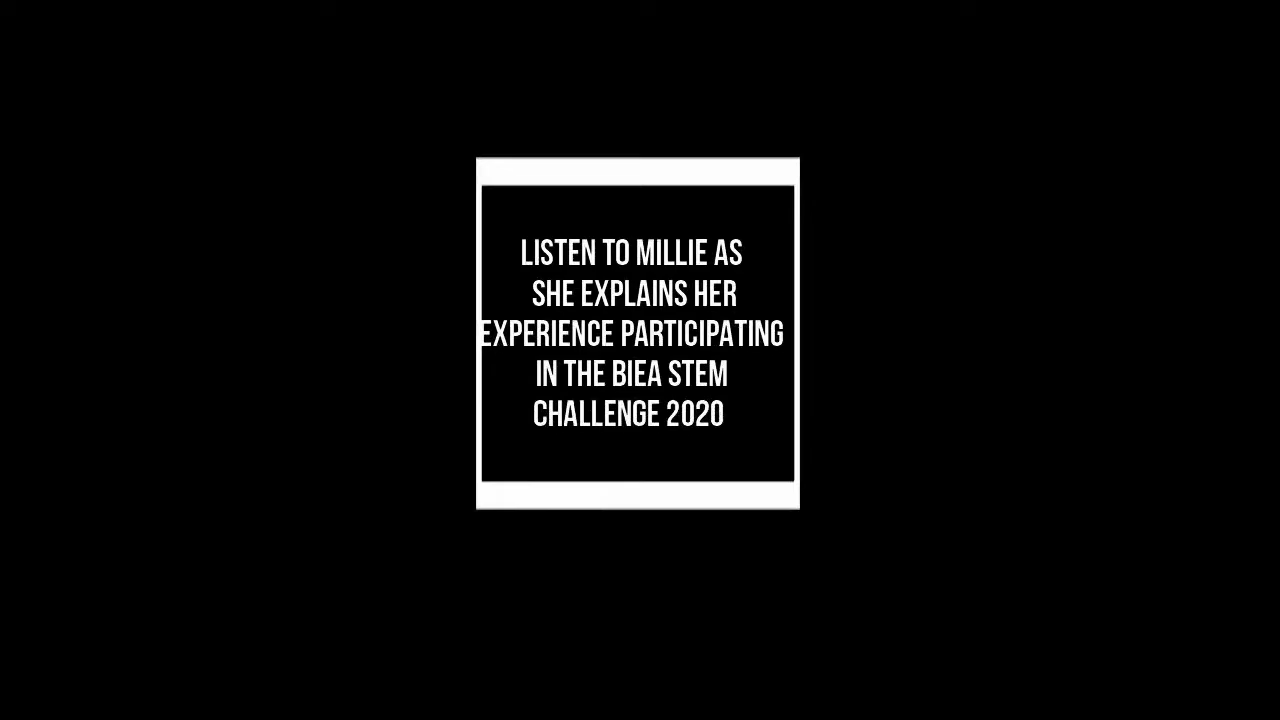 LISTEN TO MILLIE AS
SHE EXPLAINS HER
EXPERIENCE PARTICIPATING
IN THE BIEA STEM
CHALLENGE 2020